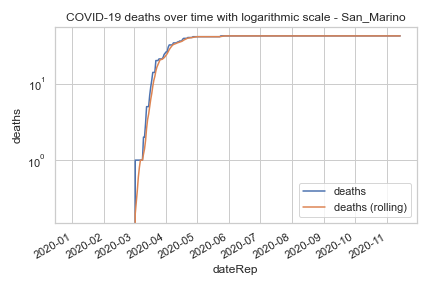 COVID-19 deaths over time with logarithmic scale - San_Marino
deaths
10¹
10⁰
deaths
deaths (rolling)
2020-01
2020-02
2020-03
2020-04
2020-05
2020-06
2020-07
2020-08
2020-09
2020-10
2020-11
dateRep